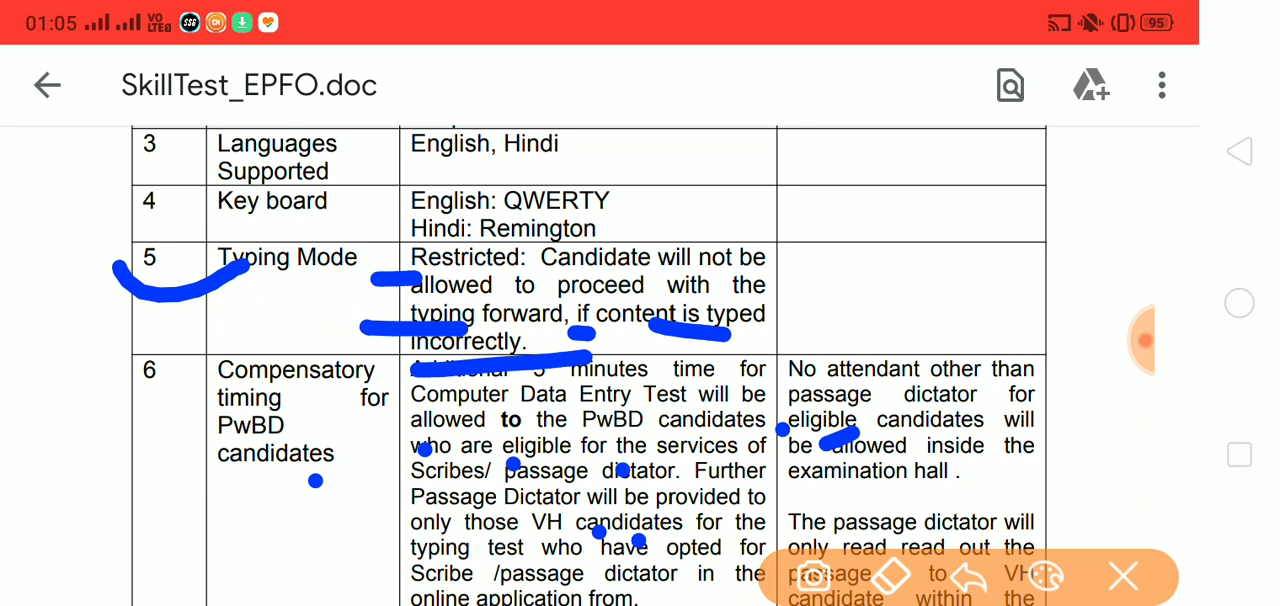 01:05 VO LTE 95
SkillTest_EPFO.doc
3 Languages Supported English, Hindi
4 Key board English: QWERTY
Hindi: Remington
5 Typing Mode Restricted: Candidate will not be
allowed to proceed with the
typing forward, if content is typed
incorrectly.
6 Compensatory
timing for
PwBD
candidates
Additional 5 minutes time for
Computer Data Entry Test will be
allowed to the PwBD candidates
who are eligible for the services of
Scribes/ passage dictator. Further
Passage Dictator will be provided to
only those VH candidates for the
typing test who have opted for
Scribe /passage dictator in the
online application from.
No attendant other than
passage dictator for
eligible candidates will
be allowed inside the
examination hall .
The passage dictator will
only read read out the
passage to VH
candidate within the